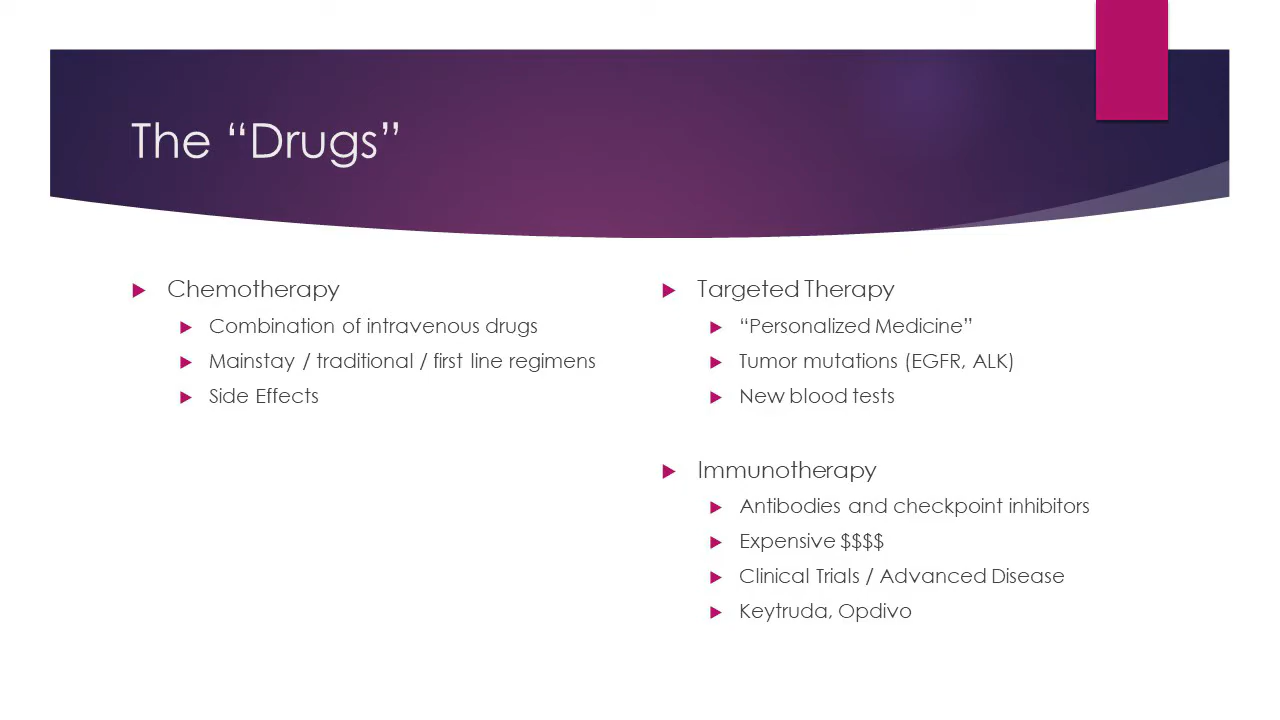 The “Drugs”
Chemotherapy
Combination of intravenous drugs
Mainstay / traditional / first line regimens
Side Effects
Targeted Therapy
“Personalized Medicine”
Tumor mutations (EGFR, ALK)
New blood tests
Immunotherapy
Antibodies and checkpoint inhibitors
Expensive $$$$
Clinical Trials / Advanced Disease
Keytruda, Opdivo